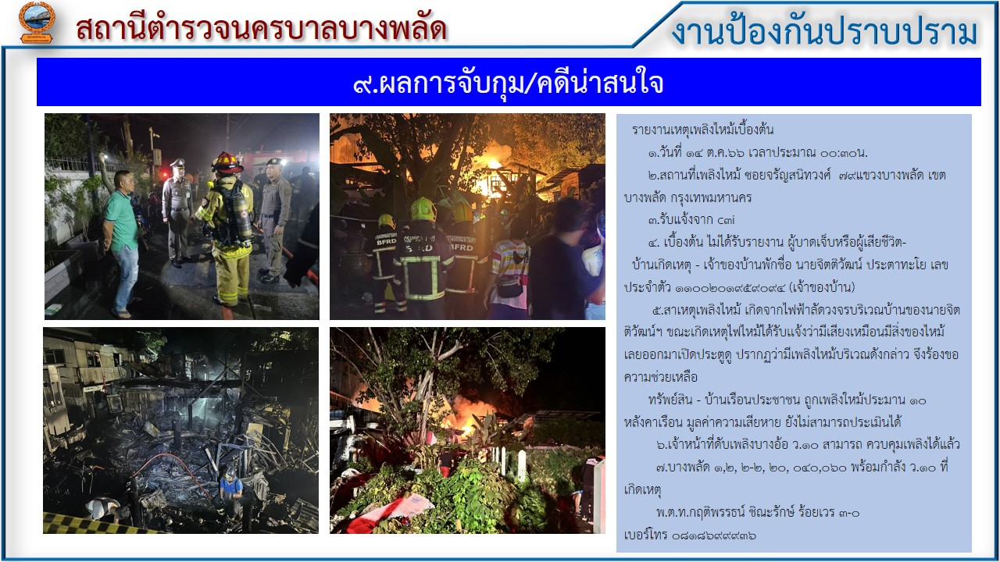 สถานีตำรวจนครบาลบางพลัด
งานป้องกันปราบปราม
๙.ผลการจับกุม/คดีน่าสนใจ
รายงานเหตุเพลิงไหม้เบื้องต้น
๑.วันที่ ๑๔ ต.ค.๖๖ เวลาประมาณ ๐๐:๓๐น.
๒.สถานที่เพลิงไหม้ ซอยจรัญสนิทวงศ์ ๗๙แขวงบางพลัด เขต
บางพลัด กรุงเทพมหานคร
๓.รับแจ้งจาก ๘๓i
๔. เบื้องต้น ไม่ได้รับรายงาน ผู้บาดเจ็บหรือผู้เสียชีวิต-
บ้านเกิดเหตุ - เจ้าของบ้านพักชื่อ นายจิตติวัฒน์ ประตาทะโย เลข
ประจำตัว ๑๑๐๐๒๐๑๙๕๙๐๙๔ (เจ้าของบ้าน)
๕.สาเหตุเพลิงไหม้ เกิดจากไฟฟ้าลัดวงจรบริเวณบ้านของนายจิต
ติวัฒน์ฯ ขณะเกิดเหตุไฟไหม้ได้รับแจ้งว่ามีเสียงเหมือนมีสิ่งของไหม้
เลยออกมาเปิดประตูดู ปรากฏว่ามีเพลิงไหม้บริเวณดังกล่าว จึงร้องขอ
ความช่วยเหลือ
ทรัพย์สิน - บ้านเรือนประชาชน ถูกเพลิงใหม้ประมาน ๑๐
หลังคาเรือน มูลค่าความเสียหาย ยังไม่สามารถประเมินได้
๖.เจ้าหน้าที่ดับเพลิงบางอ้อ ว.๑๐ สามารถ ควบคุมเพลิงได้แล้ว
๗.บางพลัด ๑,๒, ๒-๒, ๒๐, ๐๔๐,๐๖๐ พร้อมกำลัง ว.๑๐ ที่
เกิดเหตุ
พ.ต.ท.กฤติพรรธน์ ชิณะรักษ์ ร้อยเวร ๓-๐
เบอร์โทร ๐๘๑๘๖๙๙๙๓๖
BFRD
กรุงเทพมหานคร
BFRD
กรุงเทพมหานคร
BFRD